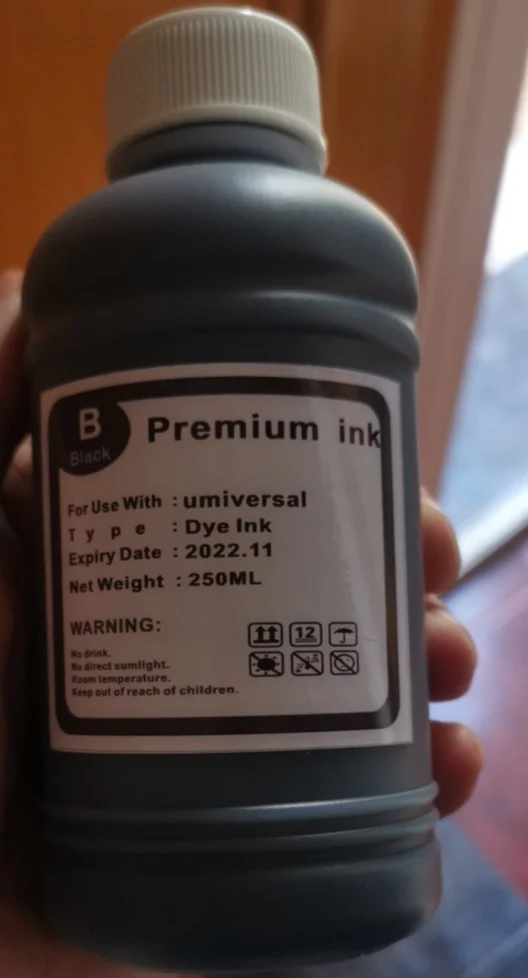 B
Black
Premium ink
For Use With : umiversal
Type : Dye Ink
Expiry Date : 2022.11
Net Weight : 250ML
WARNING:
No drink.
No direct sumlight.
Room temperature.
Keep out of reach of children.
12